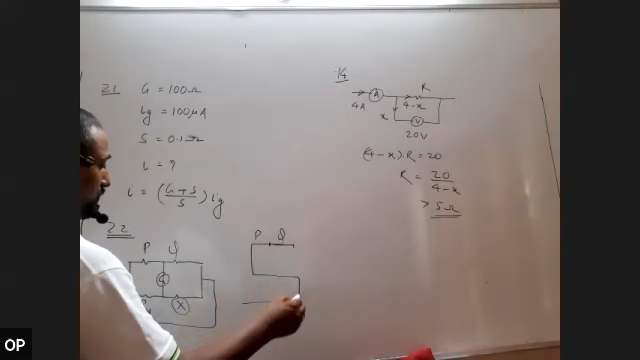 21 G = 100Ω
ig = 100μA
S = 0.1Ω
i = ?
i = (G+S/S) ig
22
P Q
G
X
P Q
14
R
A
4A 4-x
x
V
20V
(4-x).R = 20
R = 20/4-x
> 5Ω
OP